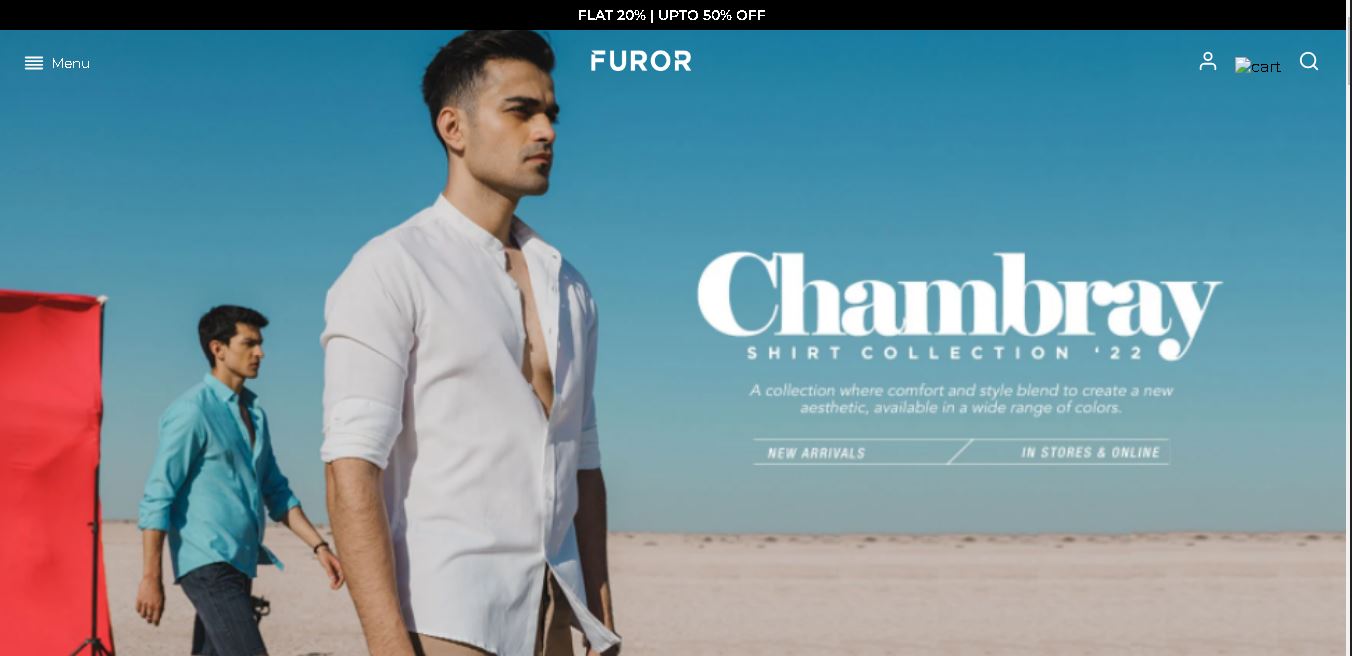 FLAT 20% | UPTO 50% OFF
Menu
FUROR
cart
Chambray
SHIRT COLLECTION '22
A collection where comfort and style blend to create a new
aesthetic, available in a wide range of colors.
NEW ARRIVALS
IN STORES & ONLINE